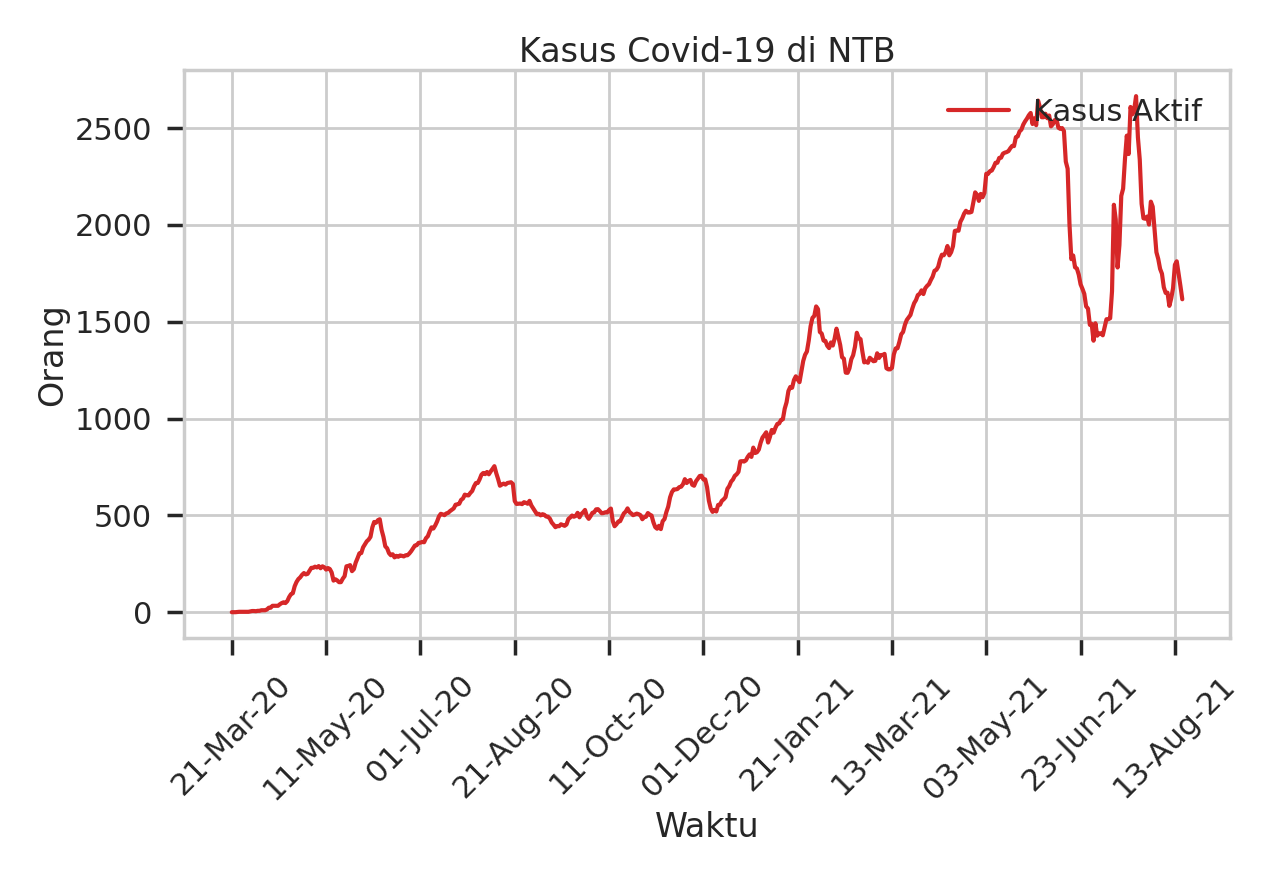 Kasus Covid-19 di NTB
Kasus Aktif
Orang
2500
2000
1500
1000
500
0
21-Mar-20
11-May-20
01-Jul-20
21-Aug-20
11-Oct-20
01-Dec-20
21-Jan-21
13-Mar-21
03-May-21
23-Jun-21
13-Aug-21
Waktu